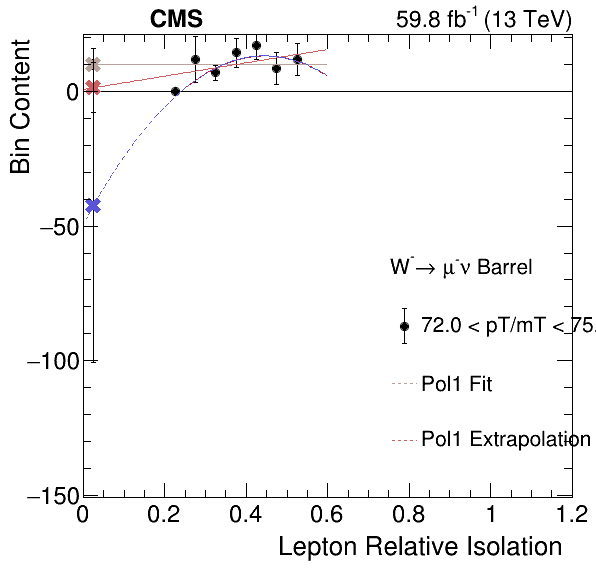 CMS 59.8 fb⁻¹ (13 TeV)
Bin Content
0
−50
−100
−150
W⁻→ μ⁻ν Barrel
72.0 < pT/mT < 75.
Pol1 Fit
Pol1 Extrapolation
0 0.2 0.4 0.6 0.8 1 1.2
Lepton Relative Isolation